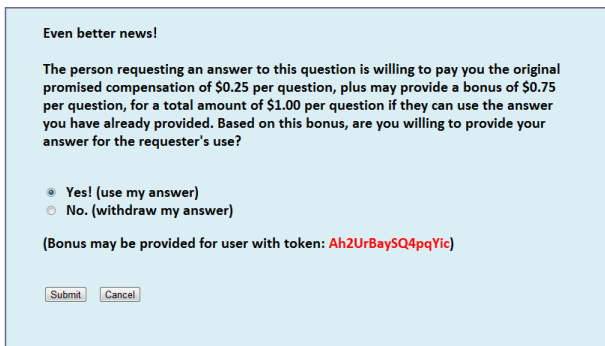 Even better news!
The person requesting an answer to this question is willing to pay you the original
promised compensation of $0.25 per question, plus may provide a bonus of $0.75
per question, for a total amount of $1.00 per question if they can use the answer
you have already provided. Based on this bonus, are you willing to provide your
answer for the requester's use?
Yes! (use my answer)
No. (withdraw my answer)
(Bonus may be provided for user with token: Ah2UrBaySQ4pqYic)
Submit Cancel